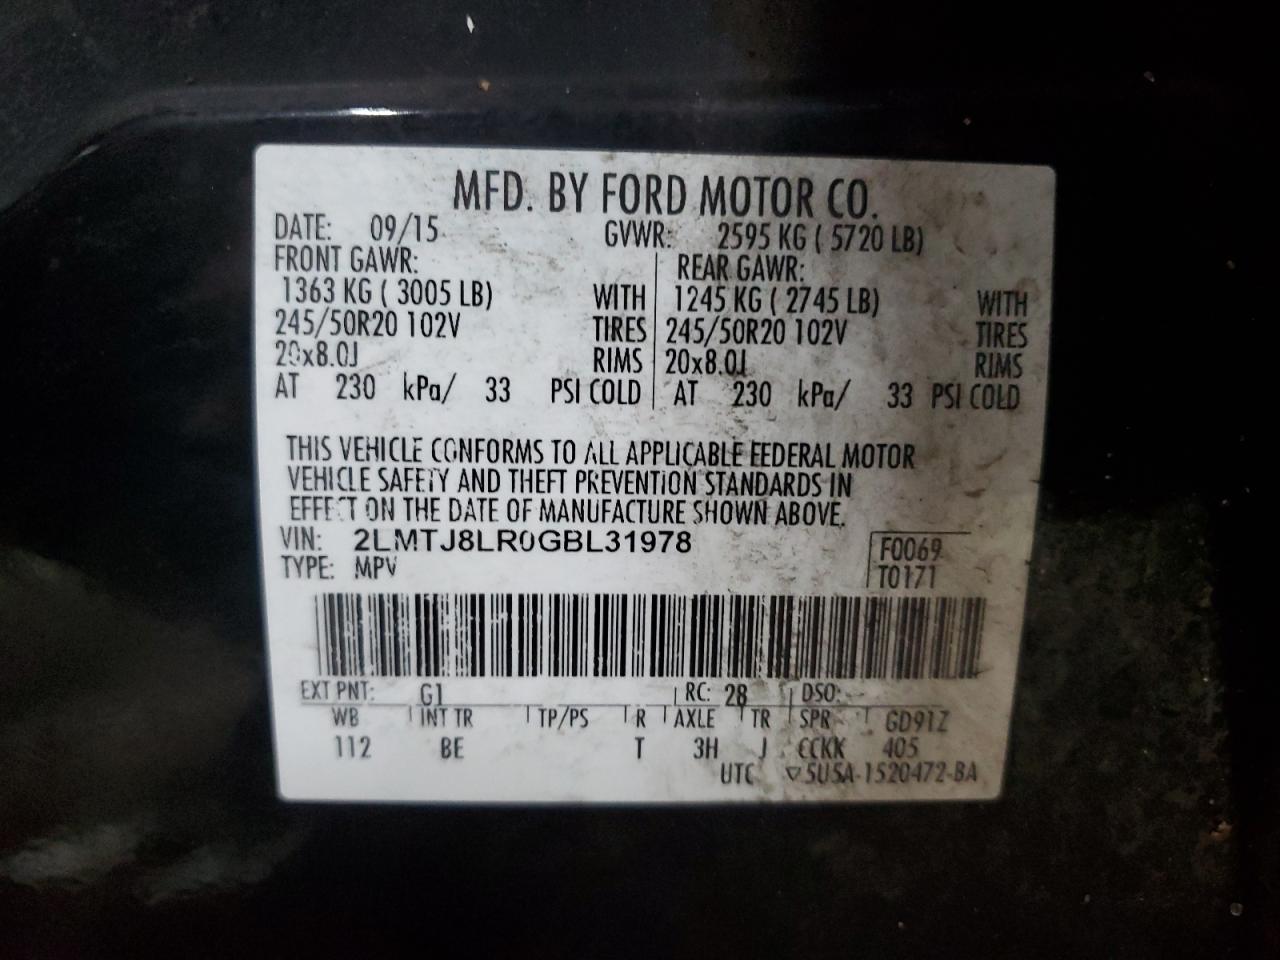 MFD. BY FORD MOTOR CO.
DATE: 09/15 GVWR: 2595 KG ( 5720 LB)
FRONT GAWR: REAR GAWR:
1363 KG ( 3005 LB) WITH 1245 KG ( 2745 LB) WITH
245/50R20 102V TIRES 245/50R20 102V TIRES
20x8.0J RIMS 20x8.0J RIMS
AT 230 kPa/ 33 PSI COLD AT 230 kPa/ 33 PSI COLD
THIS VEHICLE CONFORMS TO ALL APPLICABLE FEDERAL MOTOR
VEHICLE SAFETY AND THEFT PREVENTION STANDARDS IN
EFFECT ON THE DATE OF MANUFACTURE SHOWN ABOVE.
VIN: 2LMTJ8LR0GBL31978 F0069
TYPE: MPV T0171
EXT PNT: G1 RC: 28 DSO:
WB INT TR TP/PS R AXLE TR SPR GD91Z
112 BE T 3H J CCKK 405
UTC ▽5U5A-1520472-BA